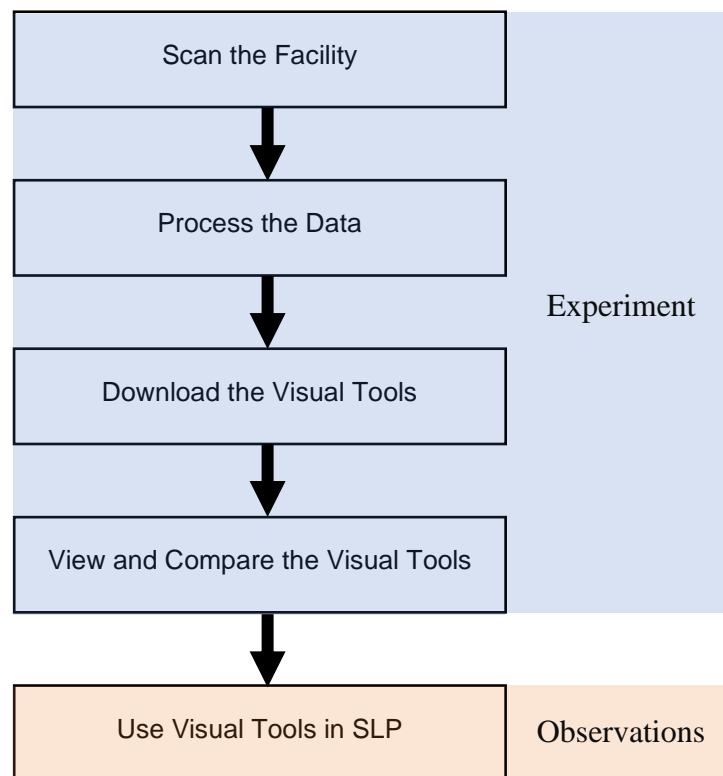 Scan the Facility
Process the Data
Experiment
Download the Visual Tools
View and Compare the Visual Tools
Use Visual Tools in SLP
Observations